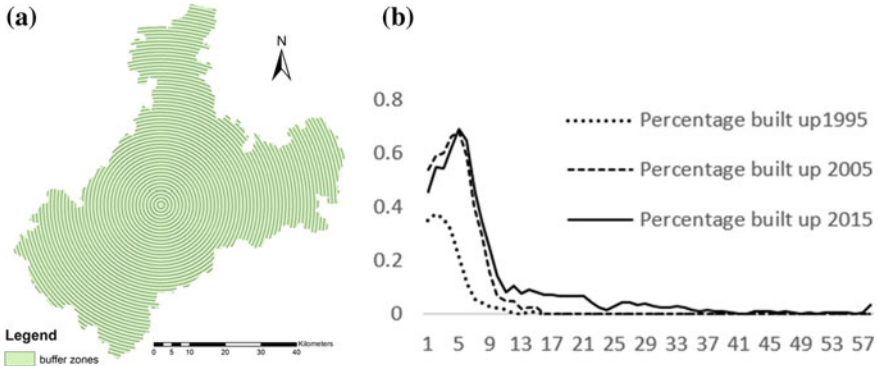 (a)
N
Legend
buffer zones
0 5 10 20 30 40 Kilometers
(b)
0.8
0.6
0.4
0.2
0
Percentage built up1995
Percentage built up 2005
Percentage built up 2015
1 5 9 13 17 21 25 29 33 37 41 45 49 53 57